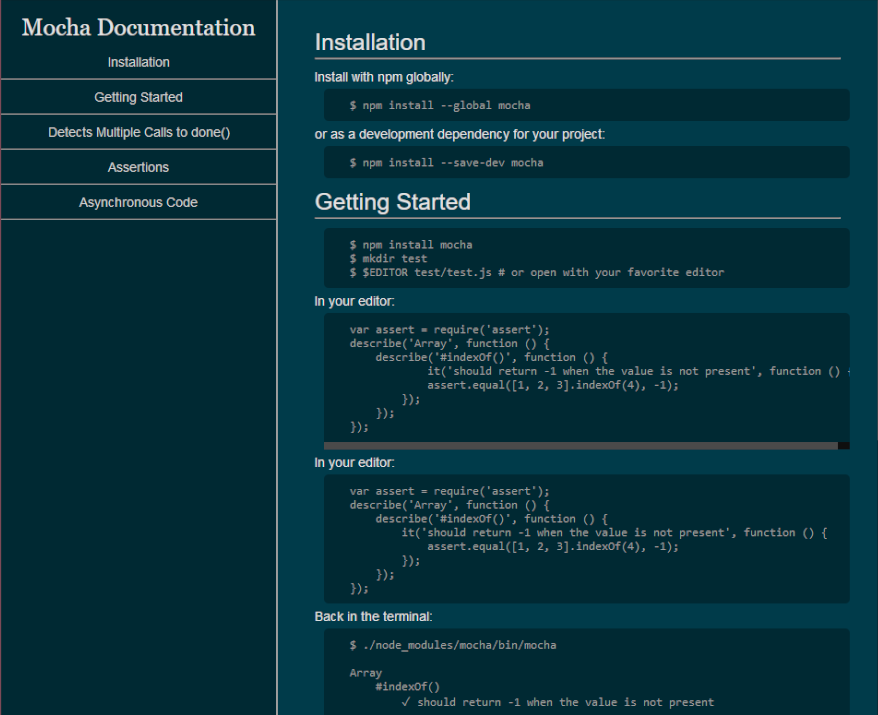 Mocha Documentation
Installation
Getting Started
Detects Multiple Calls to done()
Assertions
Asynchronous Code
Installation
Install with npm globally:
$ npm install --global mocha
or as a development dependency for your project:
$ npm install --save-dev mocha
Getting Started
$ npm install mocha
$ mkdir test
$ $EDITOR test/test.js # or open with your favorite editor
In your editor:
var assert = require('assert');
describe('Array', function () {
    describe('#indexOf()', function () {
            it('should return -1 when the value is not present', function () {
            assert.equal([1, 2, 3].indexOf(4), -1);
        });
    });
});
In your editor:
var assert = require('assert');
describe('Array', function () {
    describe('#indexOf()', function () {
        it('should return -1 when the value is not present', function () {
            assert.equal([1, 2, 3].indexOf(4), -1);
        });
    });
});
Back in the terminal:
$ ./node_modules/mocha/bin/mocha
Array
    #indexOf()
        ✓ should return -1 when the value is not present